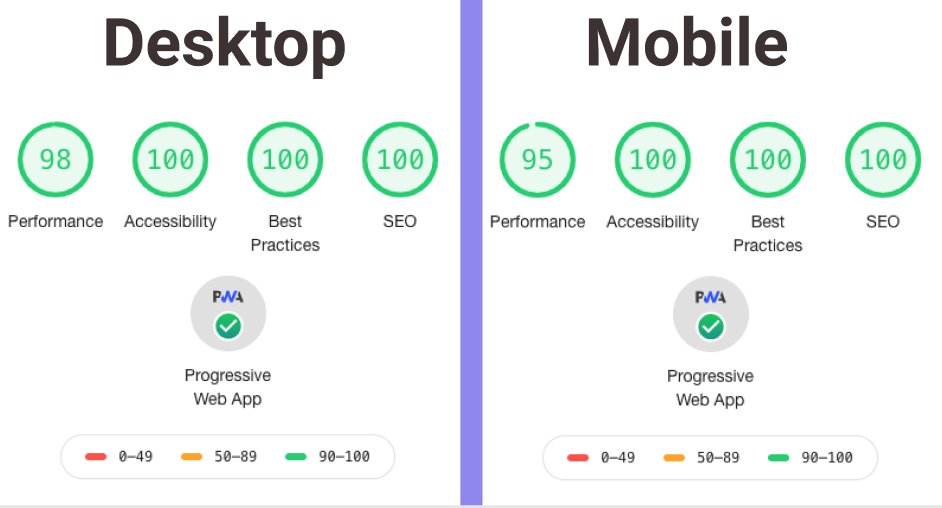 Desktop
98
100
100
100
Performance
Accessibility
Best
Practices
SEO
PWA
Progressive
Web App
0–49
50–89
90–100
Mobile
95
100
100
100
Performance
Accessibility
Best
Practices
SEO
PWA
Progressive
Web App
0–49
50–89
90–100